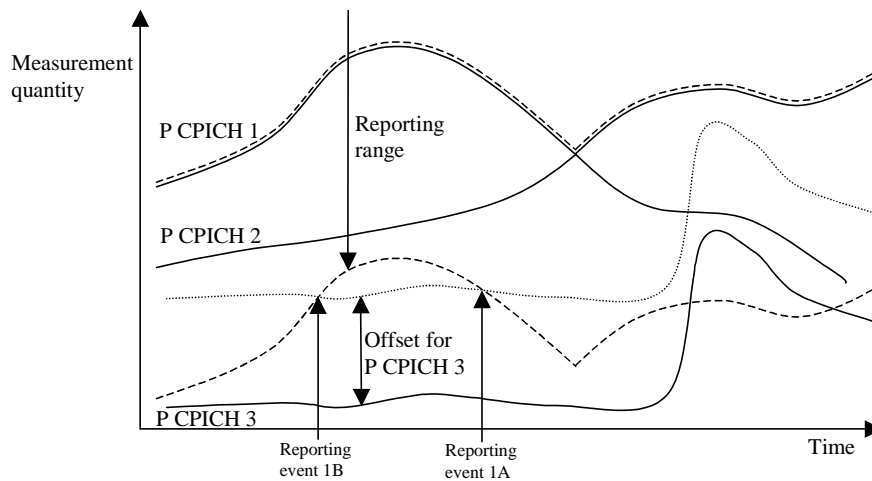 Measurement
quantity
P CPICH 1
Reporting
range
P CPICH 2
Offset for
P CPICH 3
P CPICH 3
Time
Reporting
event 1B
Reporting
event 1A